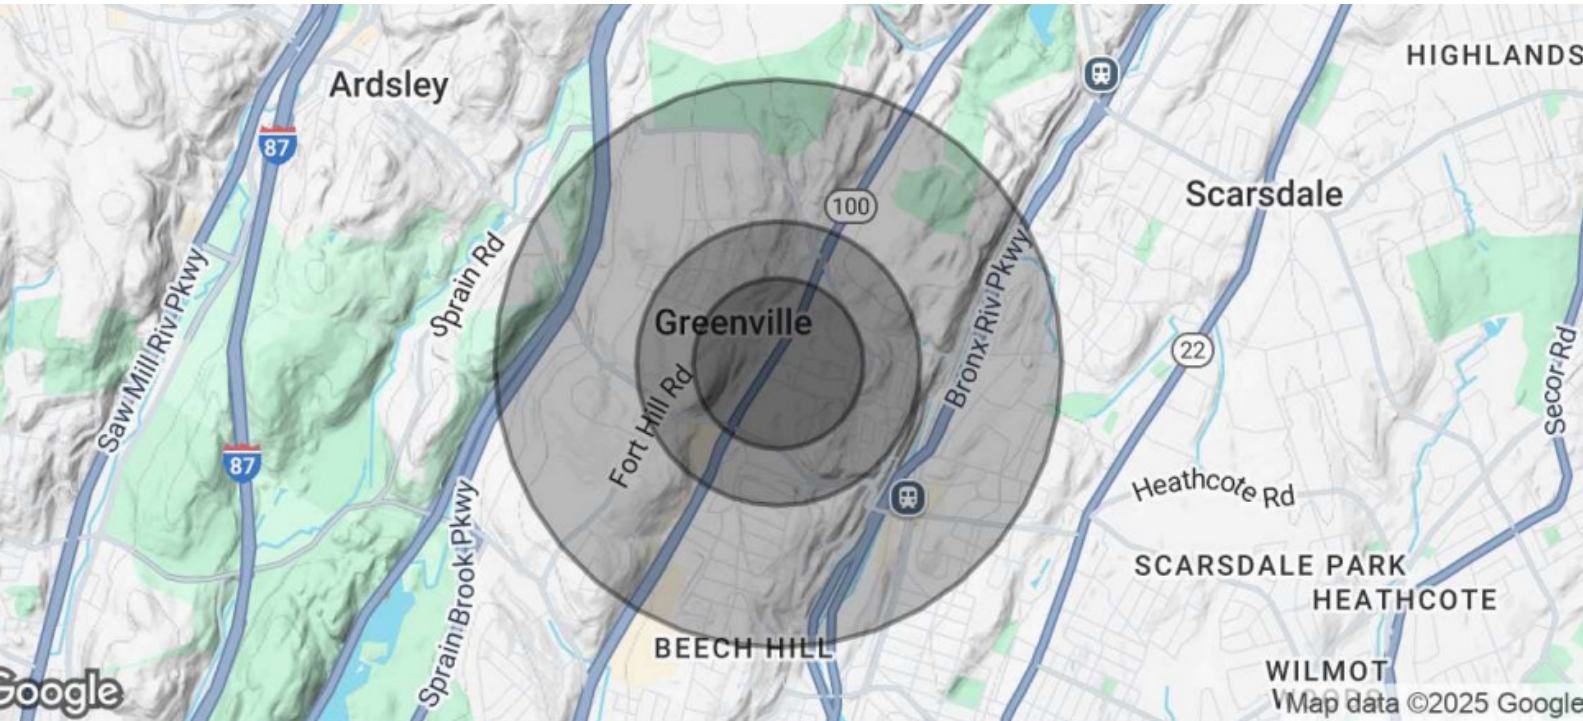 HIGHLANDS
Ardsley
87
Scarsdale
100
Sprain Rd
Saw Mill Riv Pkwy
Bronx Riv Pkwy
Greenville
22
Secor Rd
Fort Hill Rd
87
Heathcote Rd
Sprain Brook Pkwy
SCARSDALE PARK
HEATHCOTE
BEECH HILL
WILMOT
Google
Map data ©2025 Google